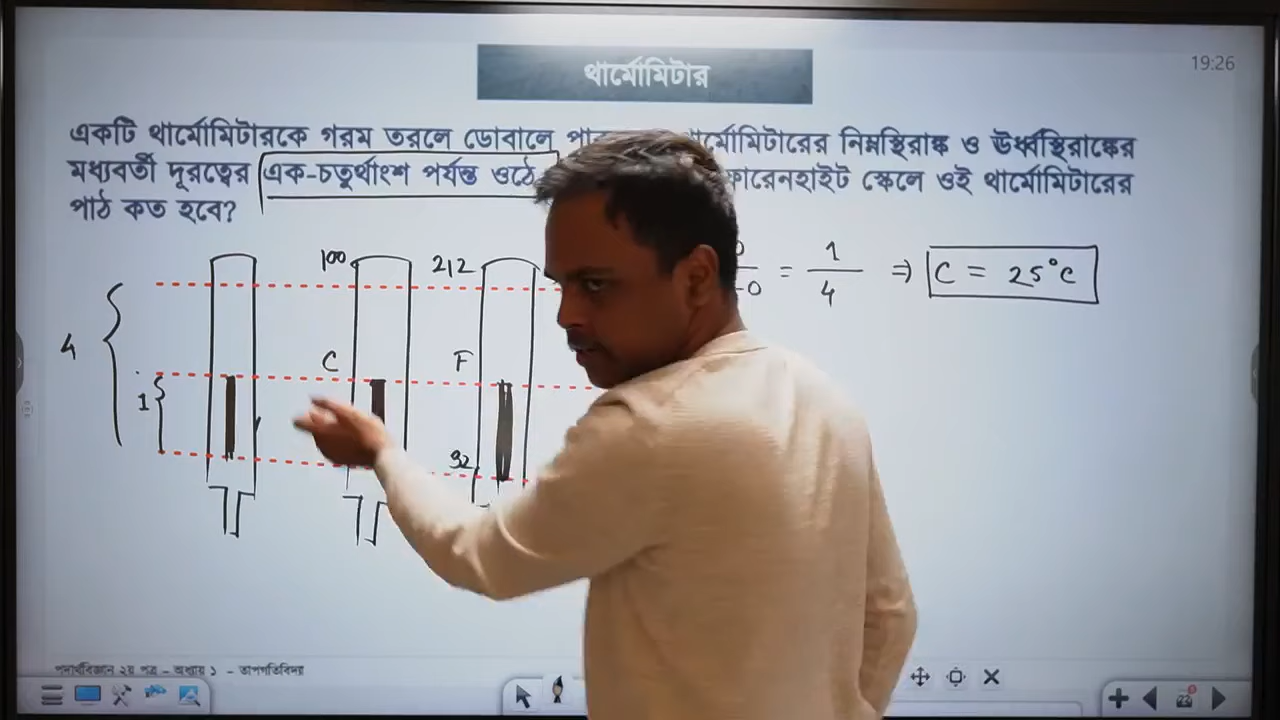 থার্মোমিটার
19:26
একটি থার্মোমিটারকে গরম তরলে ডোবালে থার্মোমিটারের নিম্নস্থিরাঙ্ক ও ঊর্ধ্বস্থিরাঙ্কের
মধ্যবর্তী দূরত্বের এক-চতুর্থাংশ পর্যন্ত ওঠে ফারেনহাইট স্কেলে ওই থার্মোমিটারের
পাঠ কত হবে?
100 212
= 1/4 ⇒ C = 25°C
4 C F
1
32
পদার্থবিজ্ঞান ২য় পত্র – অধ্যায় ১ – তাপগতিবিদ্যা